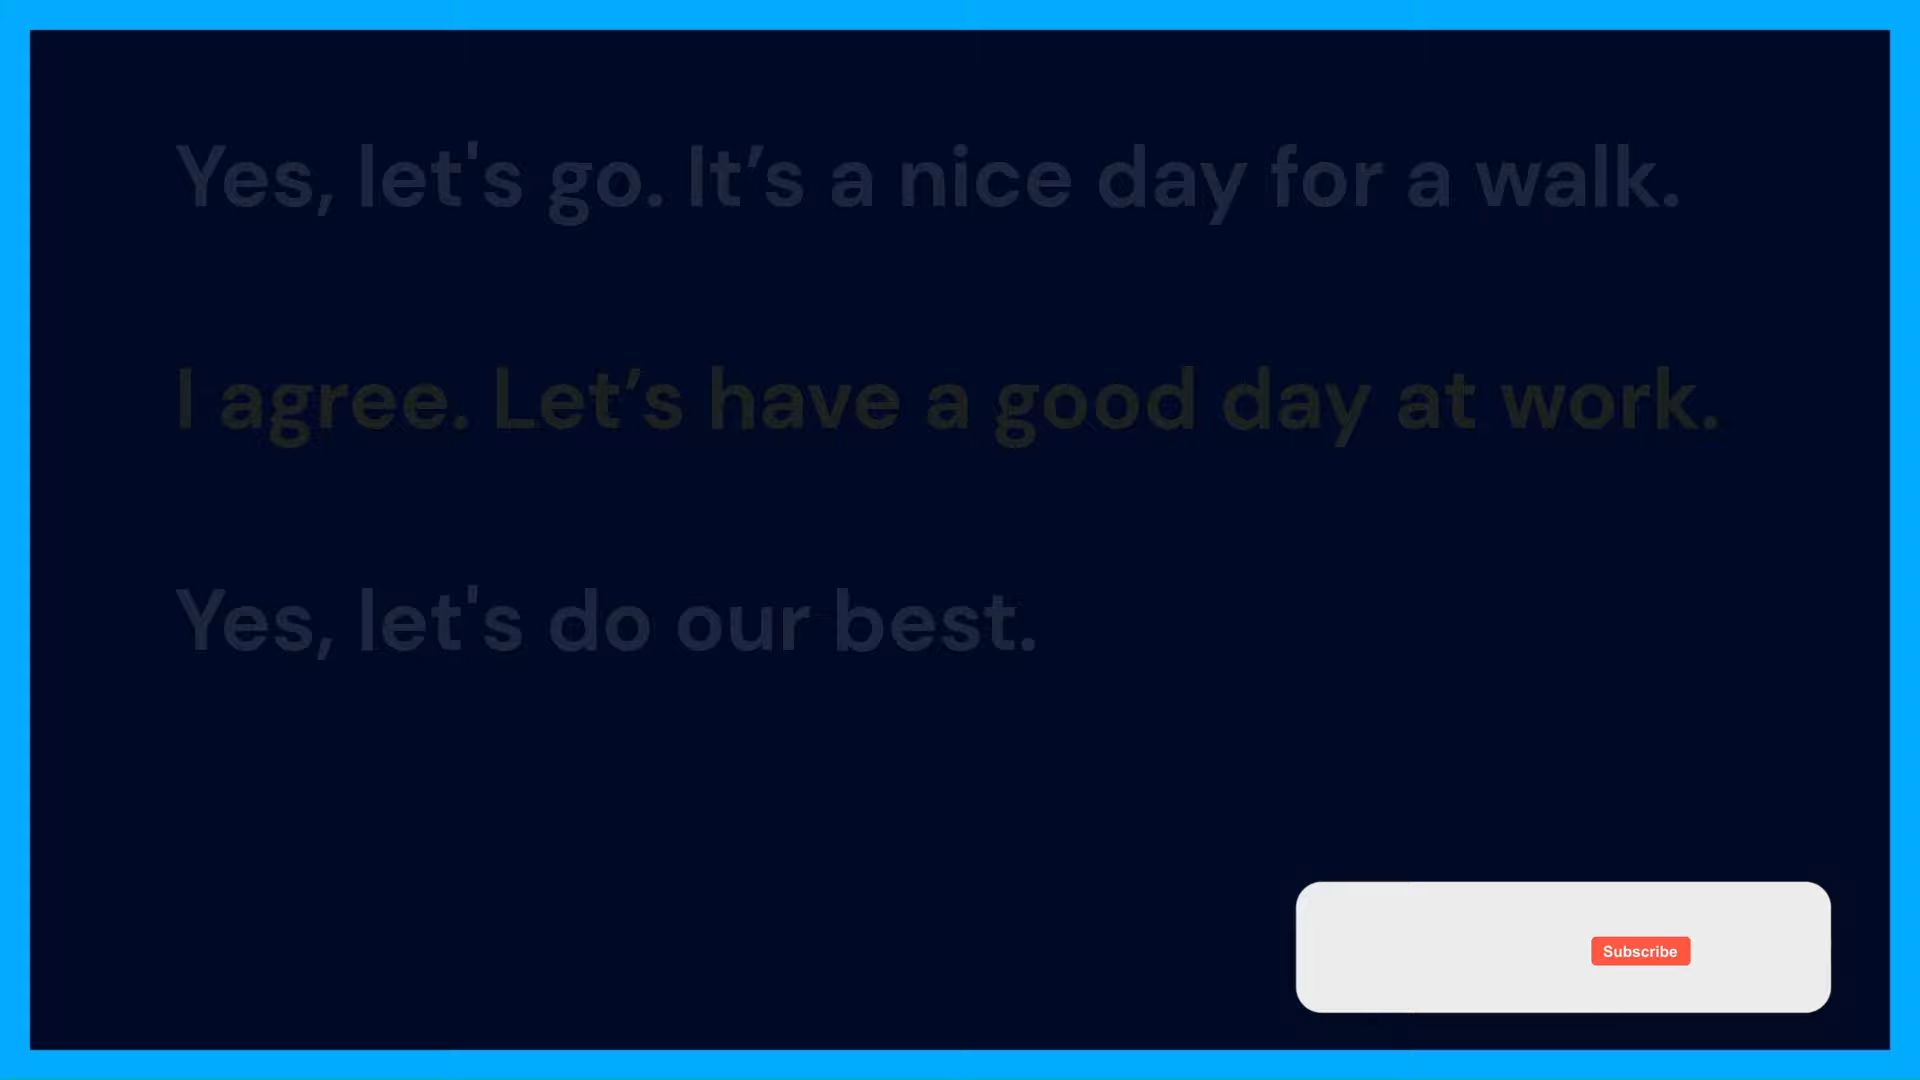 Yes, let's go. It’s a nice day for a walk.
I agree. Let’s have a good day at work.
Yes, let's do our best.
Subscribe